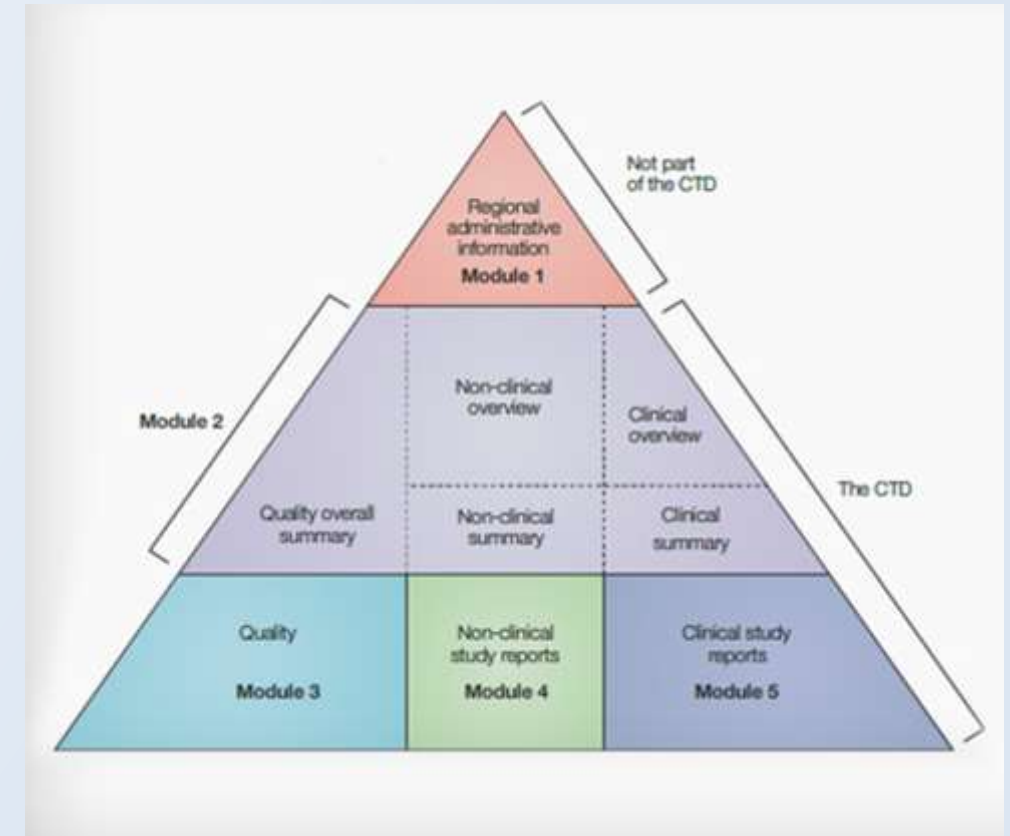 Not part
of the CTD
Regional
administrative
information
Module 1
Module 2
Non-clinical
overview
Clinical
overview
The CTD
Quality overall
summary
Non-clinical
summary
Clinical
summary
Quality
Module 3
Non-clinical
study reports
Module 4
Clinical study
reports
Module 5